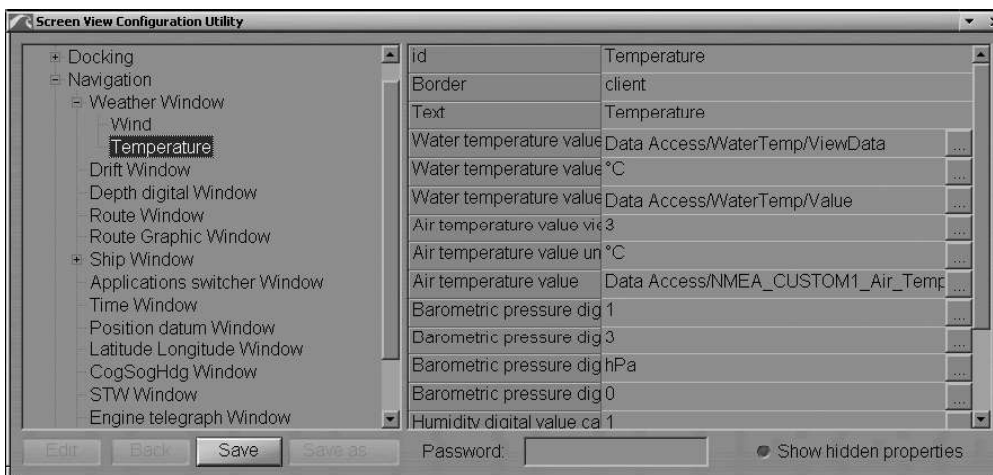 Screen View Configuration Utility
Docking
Navigation
Weather Window
Wind
Temperature
Drift Window
Depth digital Window
Route Window
Route Graphic Window
Ship Window
Applications switcher Window
Time Window
Position datum Window
Latitude Longitude Window
CogSogHdg Window
STW Window
Engine telegraph Window
id Temperature
Border client
Text Temperature
Water temperature value Data Access/WaterTemp/ViewData ...
Water temperature value °C ...
Water temperature value Data Access/WaterTemp/Value ...
Air temperature value vie 3 ...
Air temperature value un °C ...
Air temperature value Data Access/NMEA_CUSTOM1_Air_Temp ...
Barometric pressure dig 1 ...
Barometric pressure dig 3 ...
Barometric pressure dig hPa ...
Barometric pressure dig 0 ...
Humidity digital value ca 1
Edit Back Save Save as Password: Show hidden properties